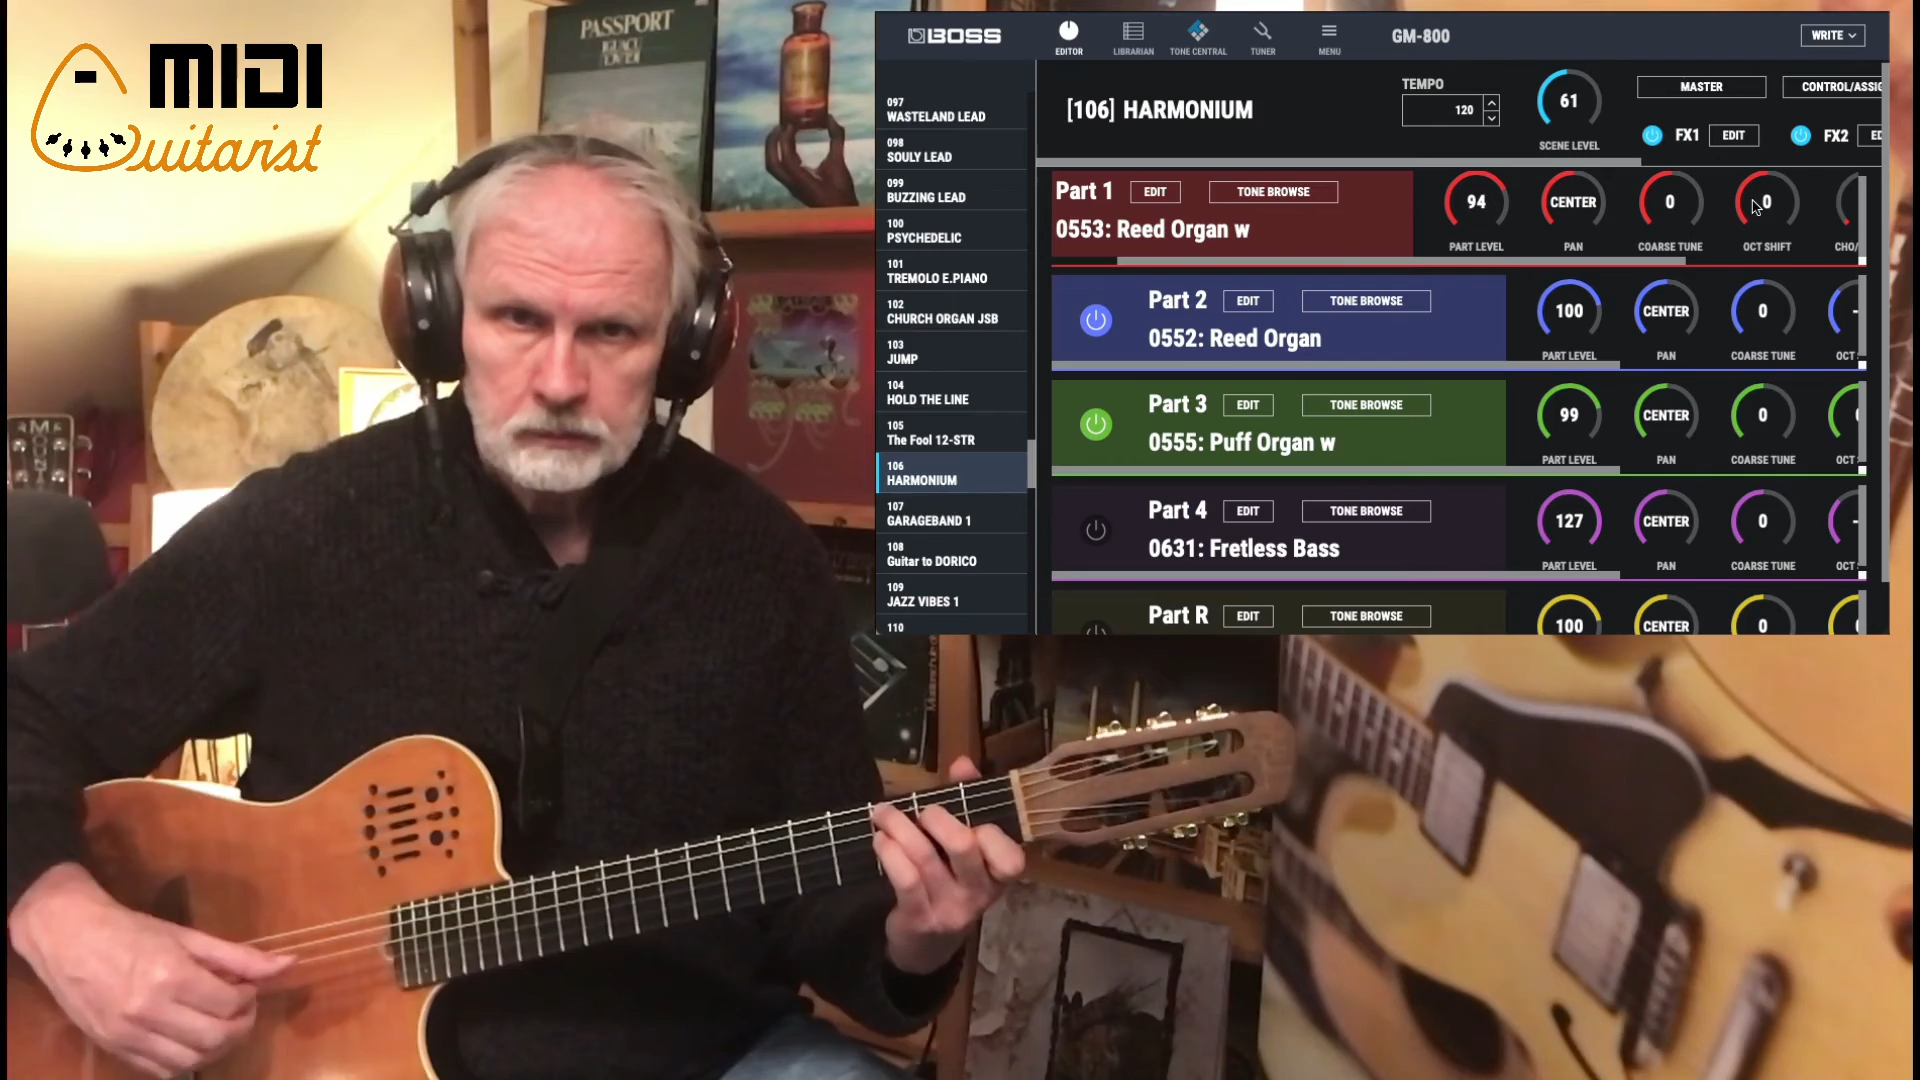 MIDI
Guitarist
PASSPORT
BOSS
EDITOR
LIBRARIAN
TONE CENTRAL
TUNER
MENU
GM-800
WRITE
097
WASTELAND LEAD
098
SOULY LEAD
099
BUZZING LEAD
100
PSYCHEDELIC
101
TREMOLO E.PIANO
102
CHURCH ORGAN JSB
103
JUMP
104
HOLD THE LINE
105
The Fool 12-STR
106
HARMONIUM
107
GARAGEBAND 1
108
Guitar to DORICO
109
JAZZ VIBES 1
110
[106] HARMONIUM
TEMPO
120
61
SCENE LEVEL
MASTER
CONTROL/ASSIG
FX1 EDIT
FX2 ED
Part 1 EDIT TONE BROWSE
0553: Reed Organ w
94 CENTER 0 0
PART LEVEL PAN COARSE TUNE OCT SHIFT CHO/
Part 2 EDIT TONE BROWSE
0552: Reed Organ
100 CENTER 0 -
PART LEVEL PAN COARSE TUNE OCT
Part 3 EDIT TONE BROWSE
0555: Puff Organ w
99 CENTER 0
PART LEVEL PAN COARSE TUNE OCT
Part 4 EDIT TONE BROWSE
0631: Fretless Bass
127 CENTER 0 -
PART LEVEL PAN COARSE TUNE OCT
Part R EDIT TONE BROWSE
100 CENTER 0